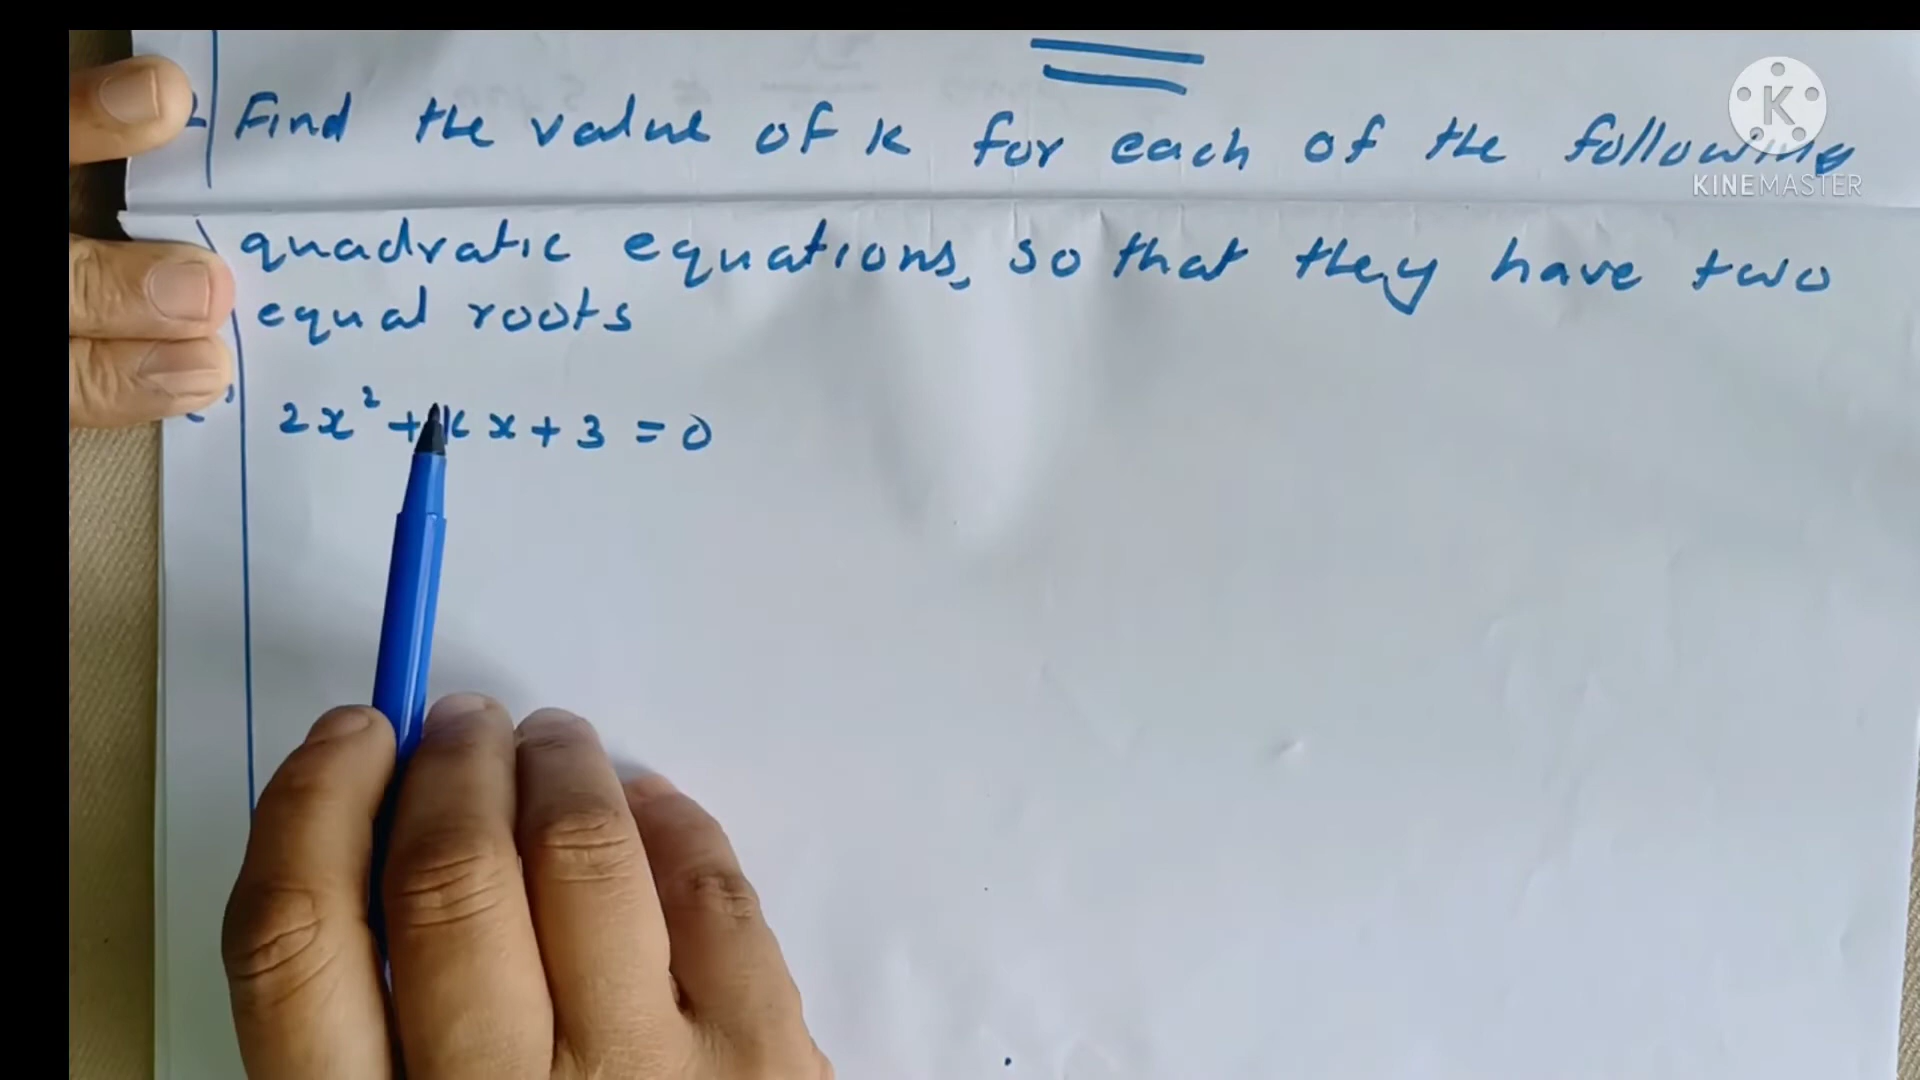 Find the value of k for each of the following
quadratic equations, so that they have two
equal roots
2x² + kx + 3 = 0
K
KINEMASTER